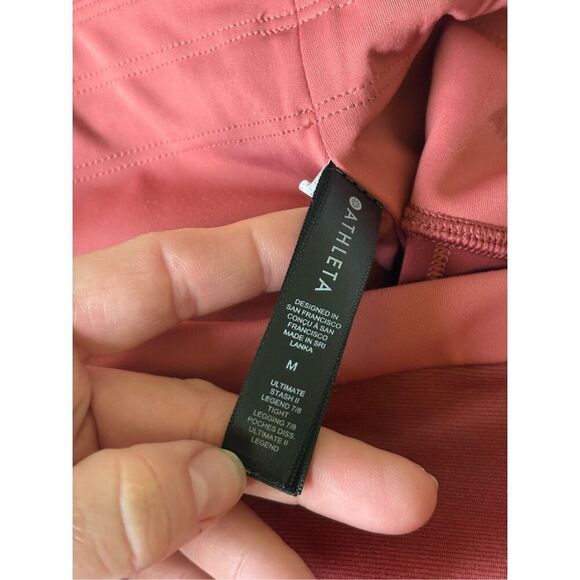 ATHLETA
DESIGNED IN
SAN FRANCISCO
CONÇU À SAN
FRANCISCO
MADE IN SRI
LANKA
M
ULTIMATE
STASH II
LEGEND 7/8
TIGHT
LEGGING 7/8
POCHES DISS.
ULTIMATE II
LEGEND